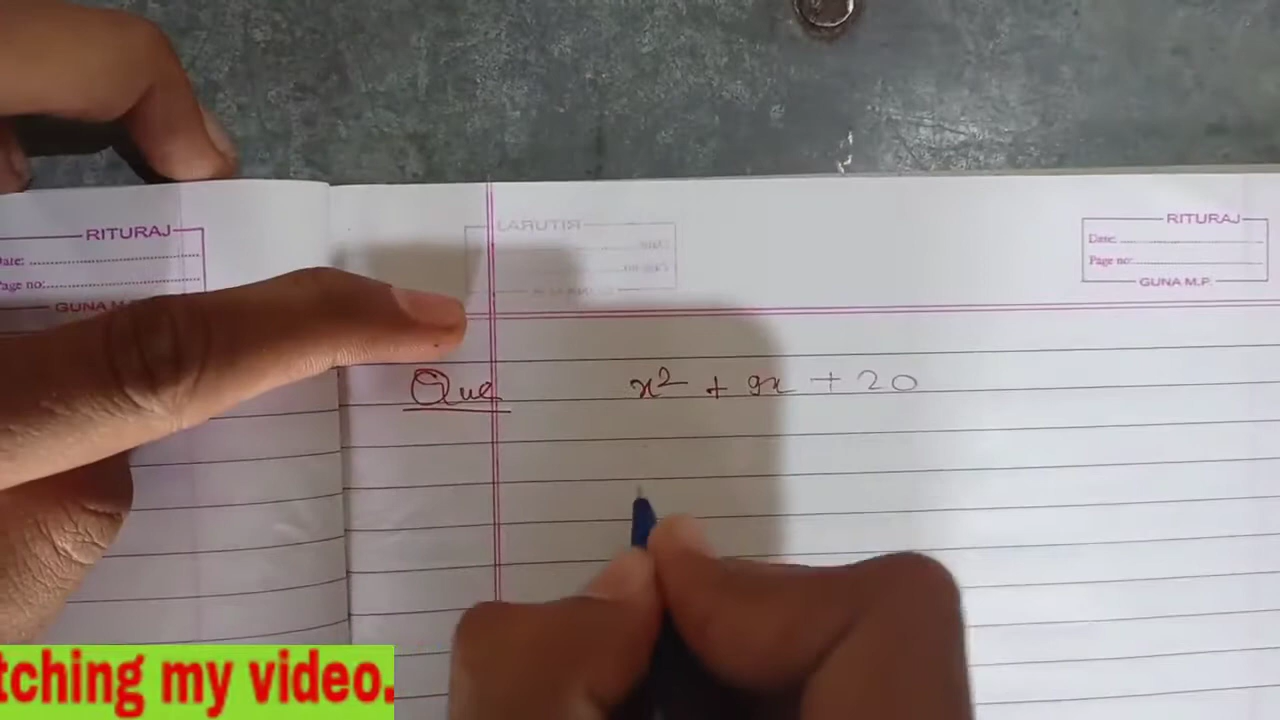 RITURAJ
Date:
Page no:
GUNA M.P.
RITURAJ
Date:
Page no:
GUNA M.P.
Que x² + 9x + 20
tching my video.